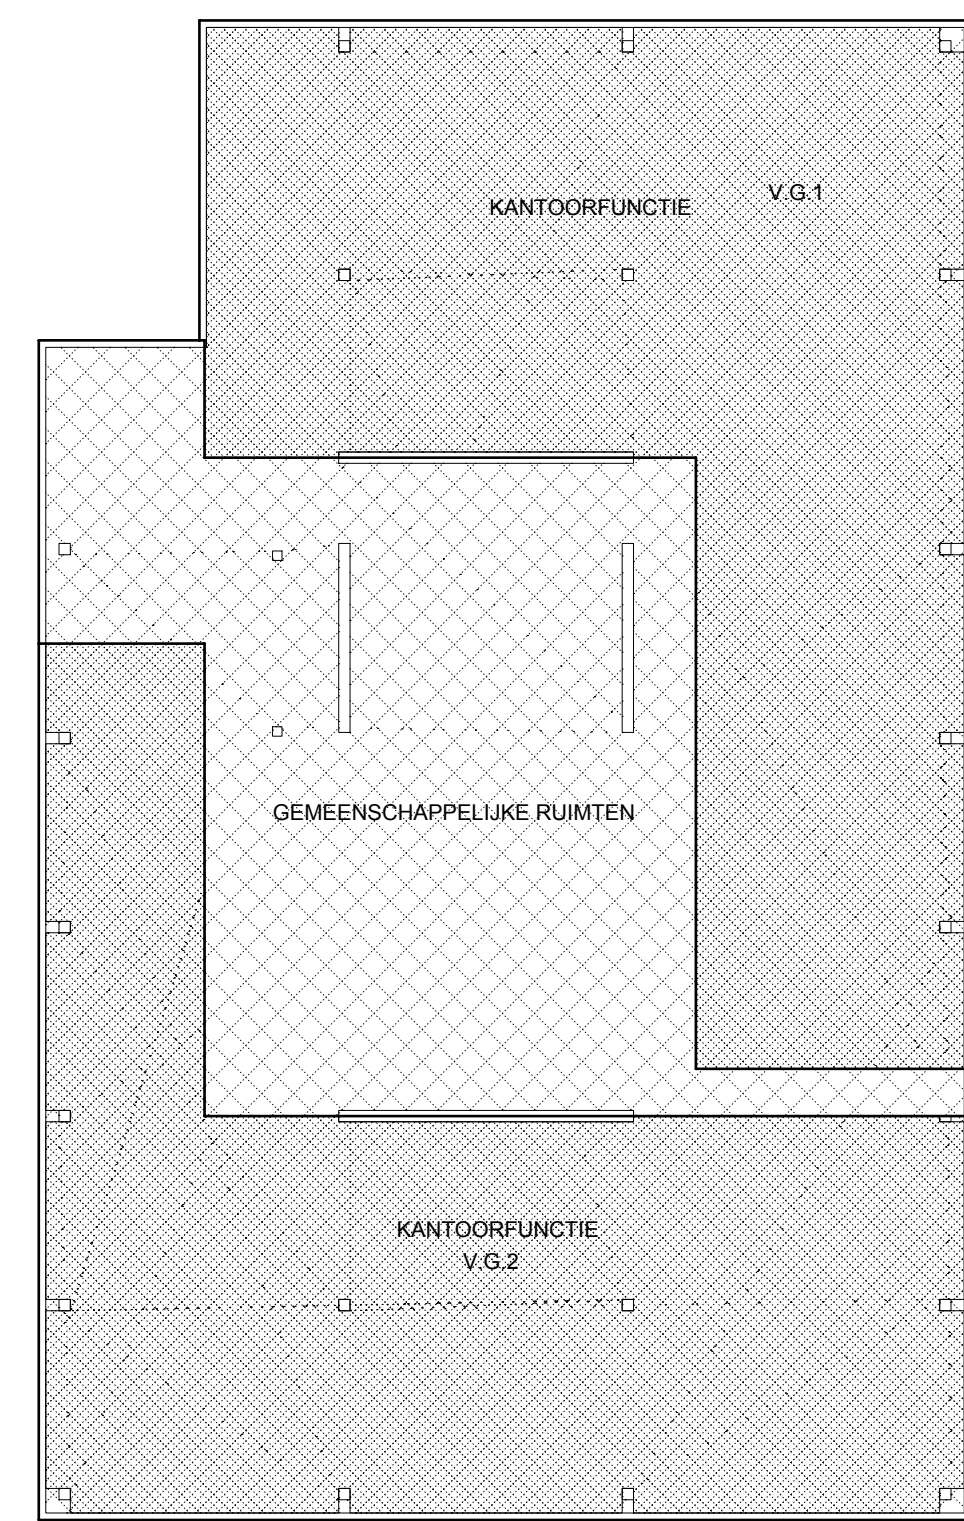 V.G.1
KANTOORFUNCTIE
GEMEENSCHAPPELIJKE RUIMTEN
KANTOORFUNCTIE
V.G.2